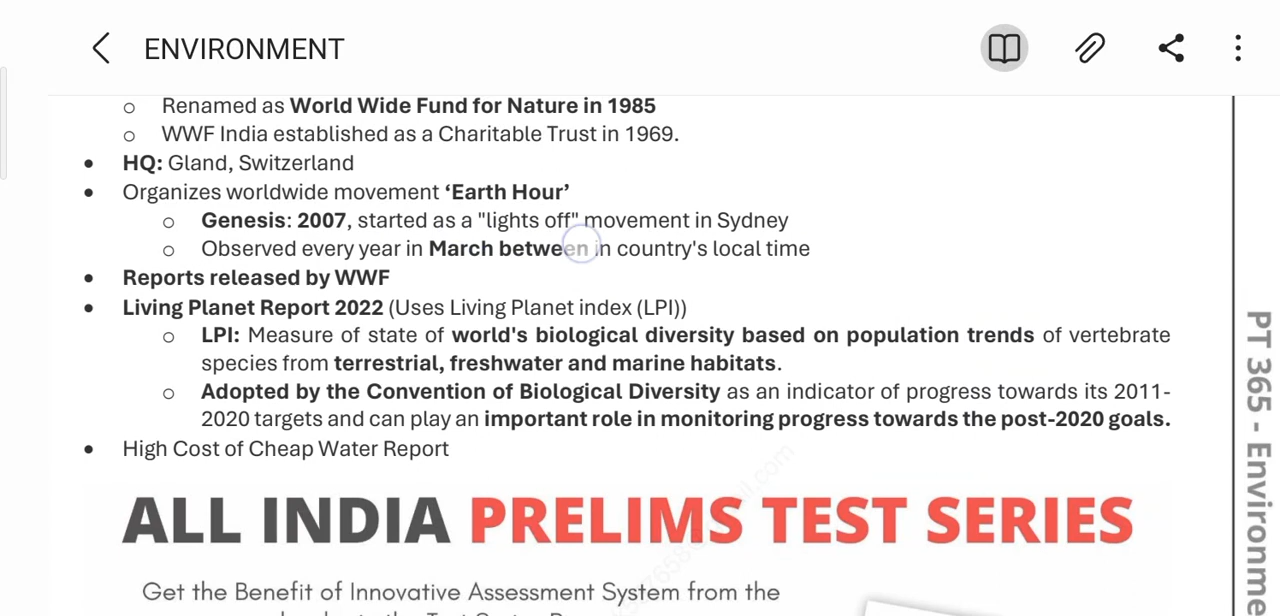 ENVIRONMENT
o Renamed as World Wide Fund for Nature in 1985
o WWF India established as a Charitable Trust in 1969.
• HQ: Gland, Switzerland
• Organizes worldwide movement ‘Earth Hour’
o Genesis: 2007, started as a "lights off" movement in Sydney
o Observed every year in March between in country's local time
• Reports released by WWF
• Living Planet Report 2022 (Uses Living Planet index (LPI))
o LPI: Measure of state of world's biological diversity based on population trends of vertebrate
species from terrestrial, freshwater and marine habitats.
o Adopted by the Convention of Biological Diversity as an indicator of progress towards its 2011-
2020 targets and can play an important role in monitoring progress towards the post-2020 goals.
• High Cost of Cheap Water Report
ALL INDIA PRELIMS TEST SERIES
Get the Benefit of Innovative Assessment System from the
PT 365 - Environme